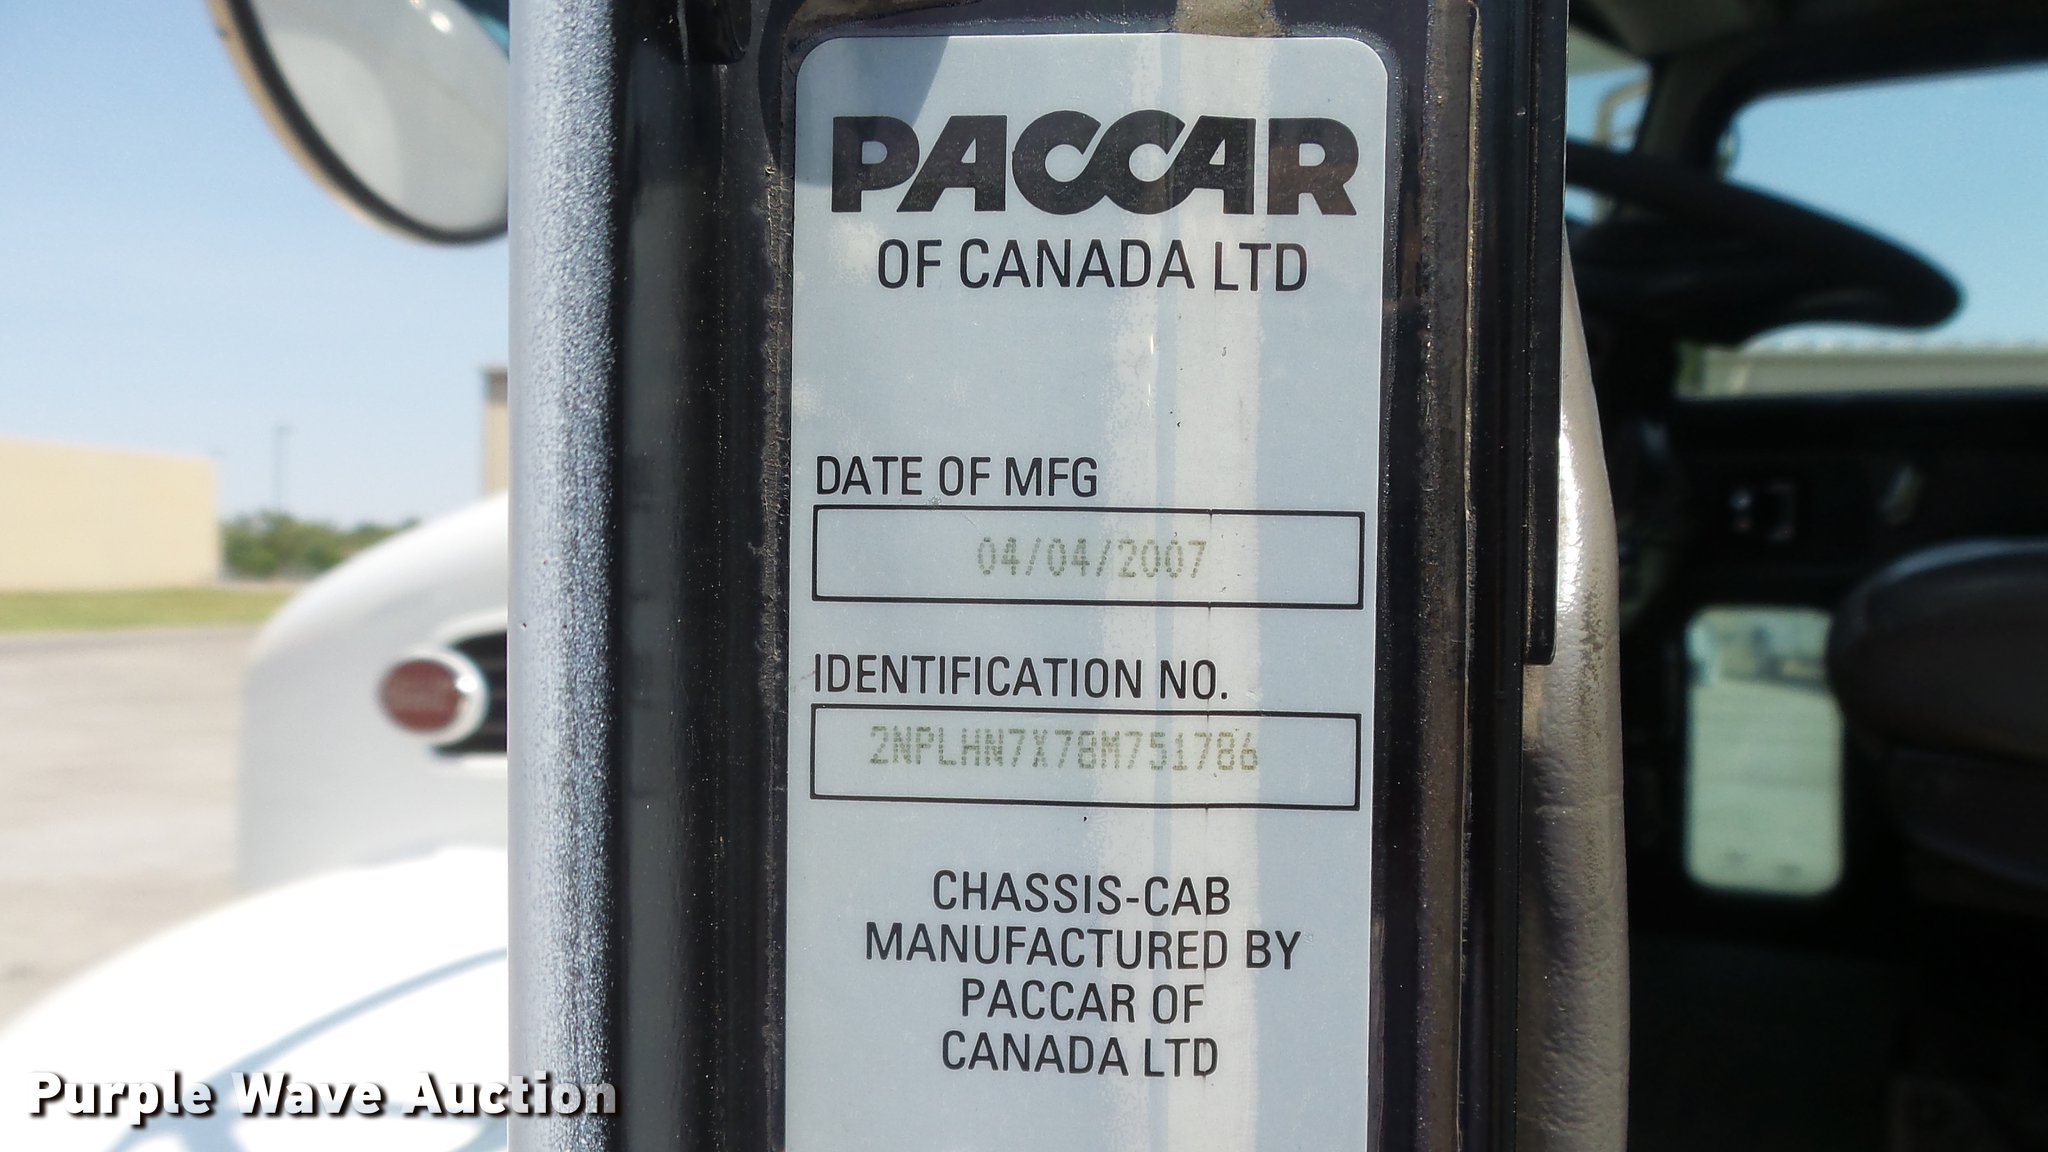 PACCAR
OF CANADA LTD
DATE OF MFG
04/04/2007
IDENTIFICATION NO.
2NPLHN7X78M751786
CHASSIS-CAB
MANUFACTURED BY
PACCAR OF
CANADA LTD
Purple Wave Auction